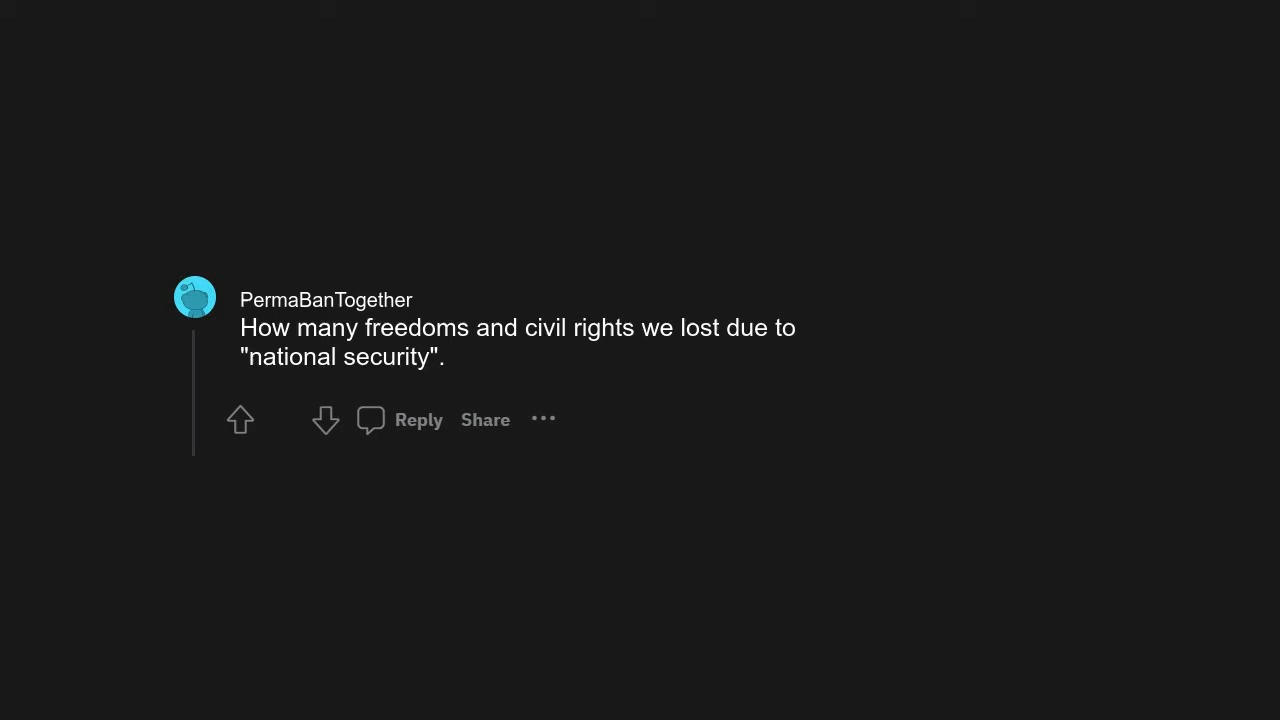 PermaBanTogether
How many freedoms and civil rights we lost due to
"national security".
Reply Share